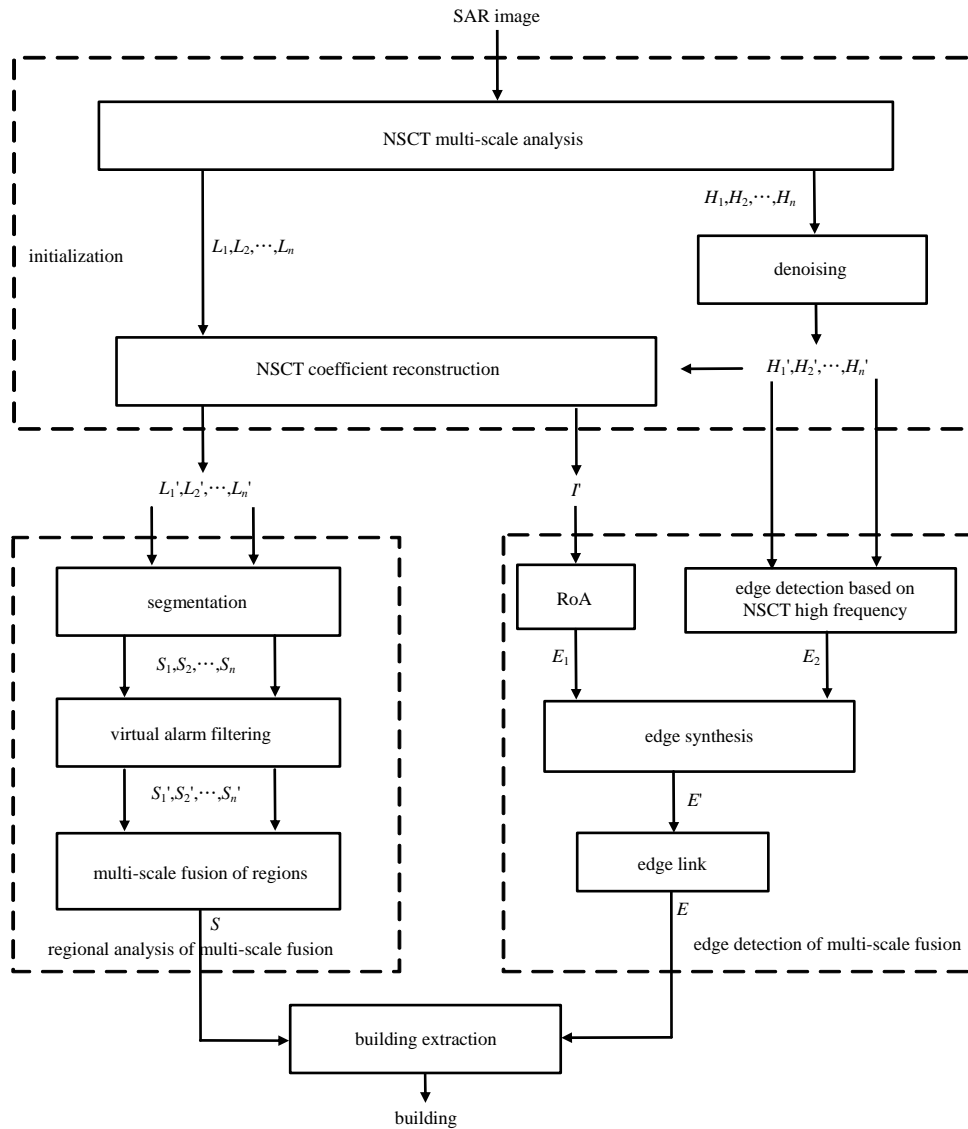 SAR image
NSCT multi-scale analysis
H₁,H₂,⋯,Hₙ
L₁,L₂,⋯,Lₙ
initialization
denoising
NSCT coefficient reconstruction
H₁',H₂',⋯,Hₙ'
L₁',L₂',⋯,Lₙ'
I'
segmentation
RoA
edge detection based on
NSCT high frequency
S₁,S₂,⋯,Sₙ
E₁
E₂
virtual alarm filtering
edge synthesis
S₁',S₂',⋯,Sₙ'
E'
multi-scale fusion of regions
edge link
S
E
regional analysis of multi-scale fusion
edge detection of multi-scale fusion
building extraction
building